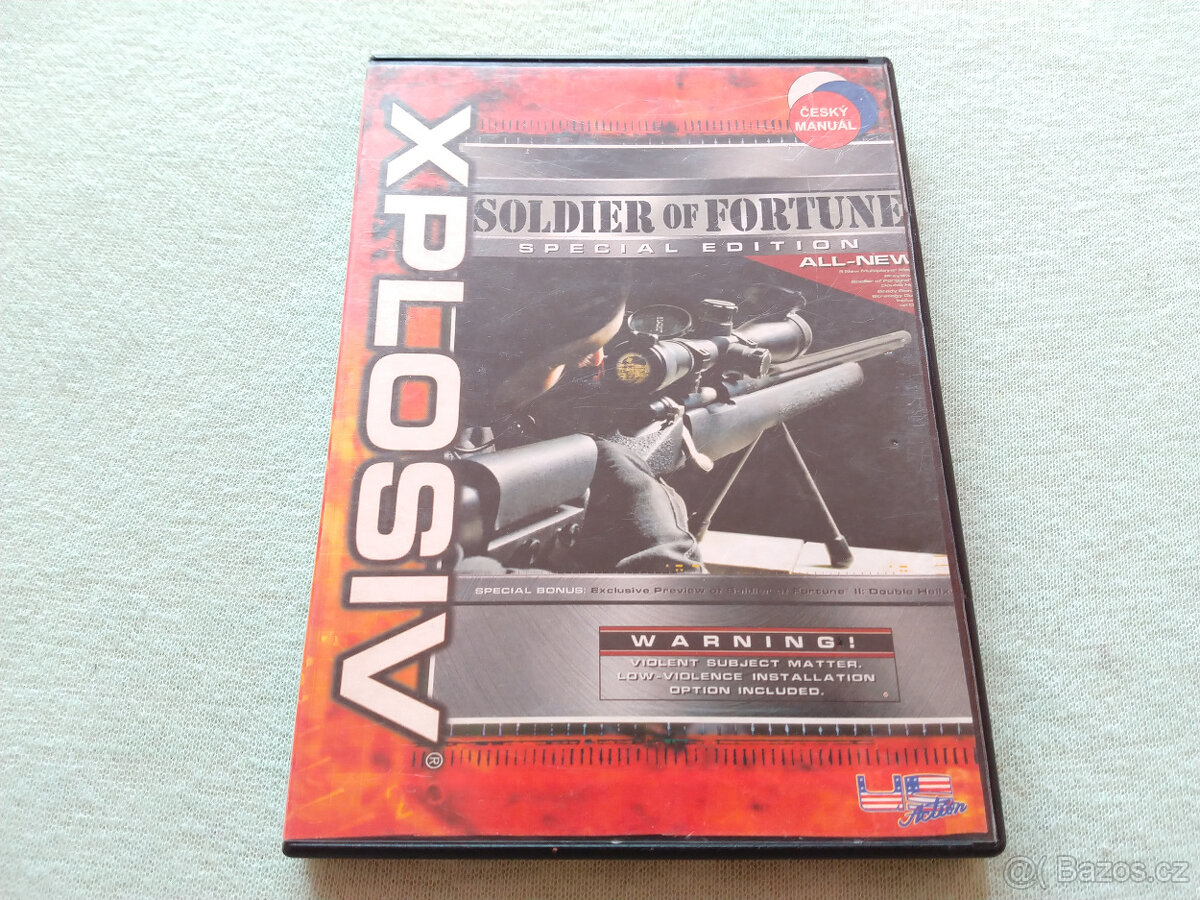 ČESKÝ
MANUÁL
XPLOSIV®
SOLDIER OF FORTUNE
SPECIAL EDITION
ALL-NEW
SPECIAL BONUS: Exclusive Preview of Soldier of Fortune II: Double Helix
WARNING!
VIOLENT SUBJECT MATTER.
LOW-VIOLENCE INSTALLATION
OPTION INCLUDED.
US
Action
@( Bazos.cz